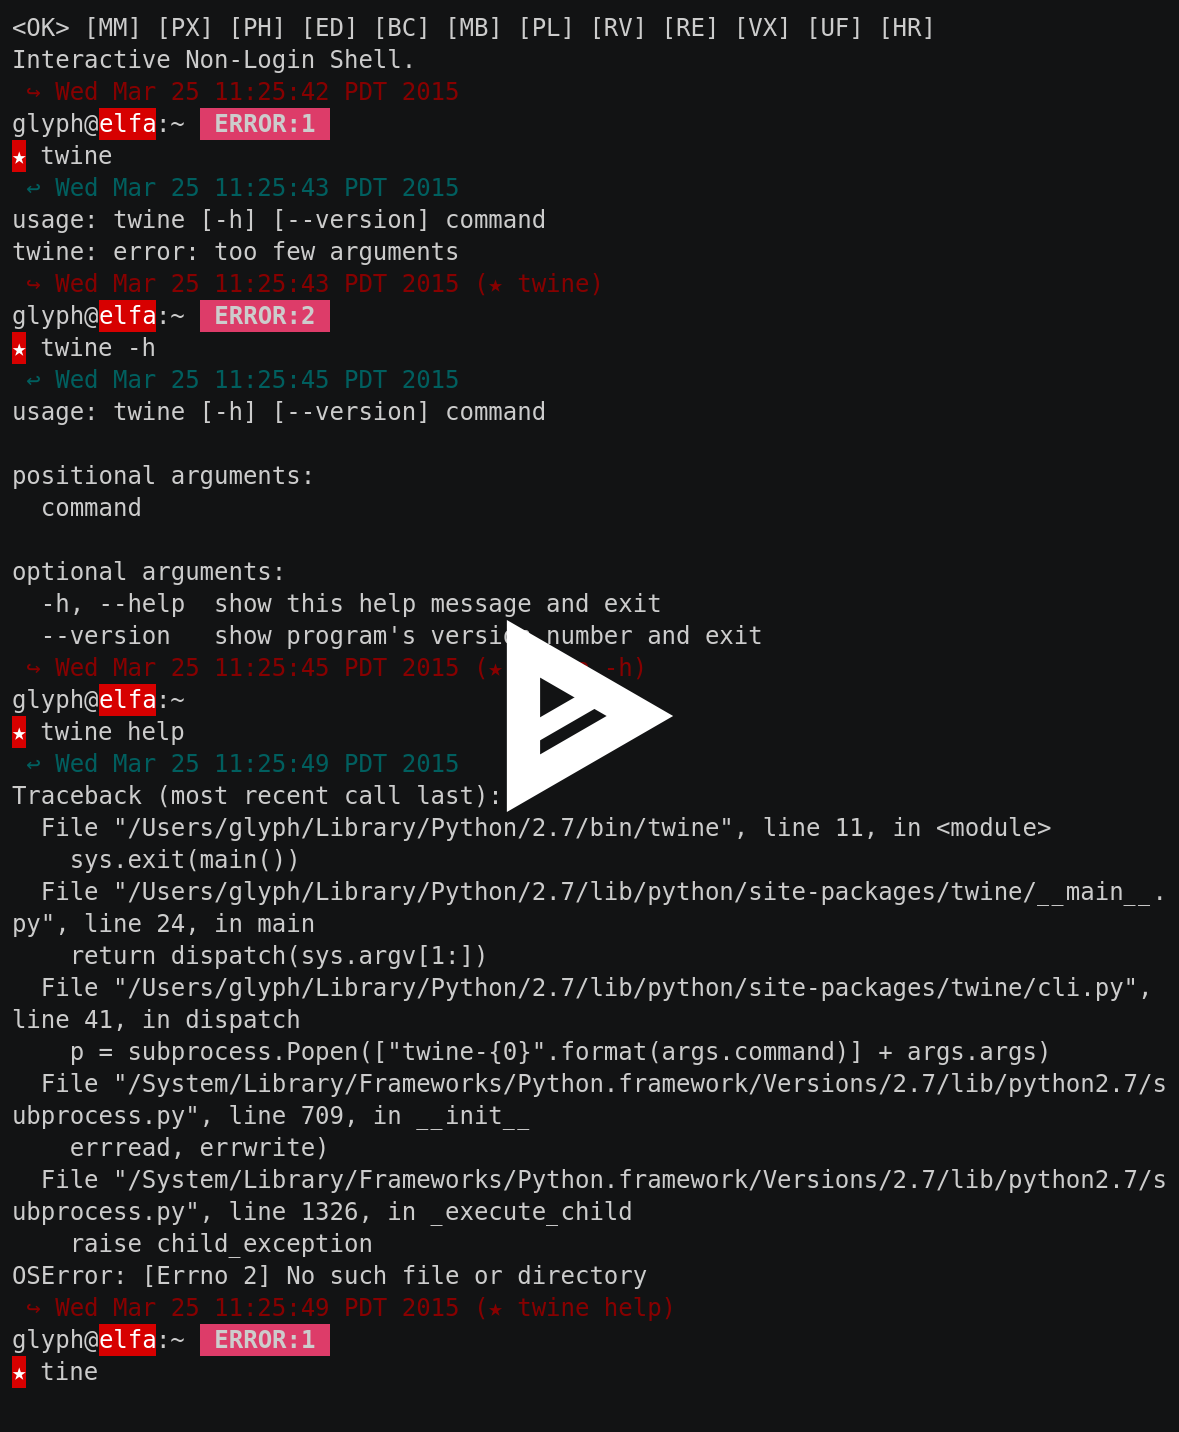 <OK> [MM] [PX] [PH] [ED] [BC] [MB] [PL] [RV] [RE] [VX] [UF] [HR]
Interactive Non-Login Shell.
 ↪ Wed Mar 25 11:25:42 PDT 2015
glyph@elfa:~  ERROR:1 
★ twine
 ↩ Wed Mar 25 11:25:43 PDT 2015
usage: twine [-h] [--version] command
twine: error: too few arguments
 ↪ Wed Mar 25 11:25:43 PDT 2015 (★ twine)
glyph@elfa:~  ERROR:2 
★ twine -h
 ↩ Wed Mar 25 11:25:45 PDT 2015
usage: twine [-h] [--version] command

positional arguments:
  command

optional arguments:
  -h, --help  show this help message and exit
  --version   show program's version number and exit
 ↪ Wed Mar 25 11:25:45 PDT 2015 (★ -h)
glyph@elfa:~
★ twine help
 ↩ Wed Mar 25 11:25:49 PDT 2015
Traceback (most recent call last):
  File "/Users/glyph/Library/Python/2.7/bin/twine", line 11, in <module>
    sys.exit(main())
  File "/Users/glyph/Library/Python/2.7/lib/python/site-packages/twine/__main__.
py", line 24, in main
    return dispatch(sys.argv[1:])
  File "/Users/glyph/Library/Python/2.7/lib/python/site-packages/twine/cli.py",
line 41, in dispatch
    p = subprocess.Popen(["twine-{0}".format(args.command)] + args.args)
  File "/System/Library/Frameworks/Python.framework/Versions/2.7/lib/python2.7/s
ubprocess.py", line 709, in __init__
    errread, errwrite)
  File "/System/Library/Frameworks/Python.framework/Versions/2.7/lib/python2.7/s
ubprocess.py", line 1326, in _execute_child
    raise child_exception
OSError: [Errno 2] No such file or directory
 ↪ Wed Mar 25 11:25:49 PDT 2015 (★ twine help)
glyph@elfa:~  ERROR:1 
★ tine